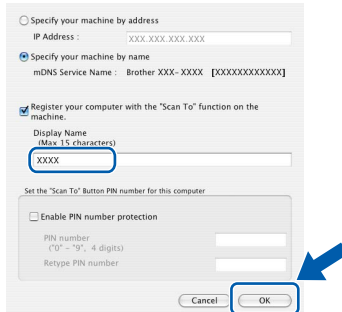 Specify your machine by address
IP Address : XXX.XXX.XXX.XXX
Specify your machine by name
mDNS Service Name : Brother XXX-XXXX [XXXXXXXXXXXX]
Register your computer with the "Scan To" function on the
machine.
Display Name
(Max 15 characters)
XXXX
Set the "Scan To" Button PIN number for this computer
Enable PIN number protection
PIN number
("0" - "9", 4 digits)
Retype PIN number
Cancel OK